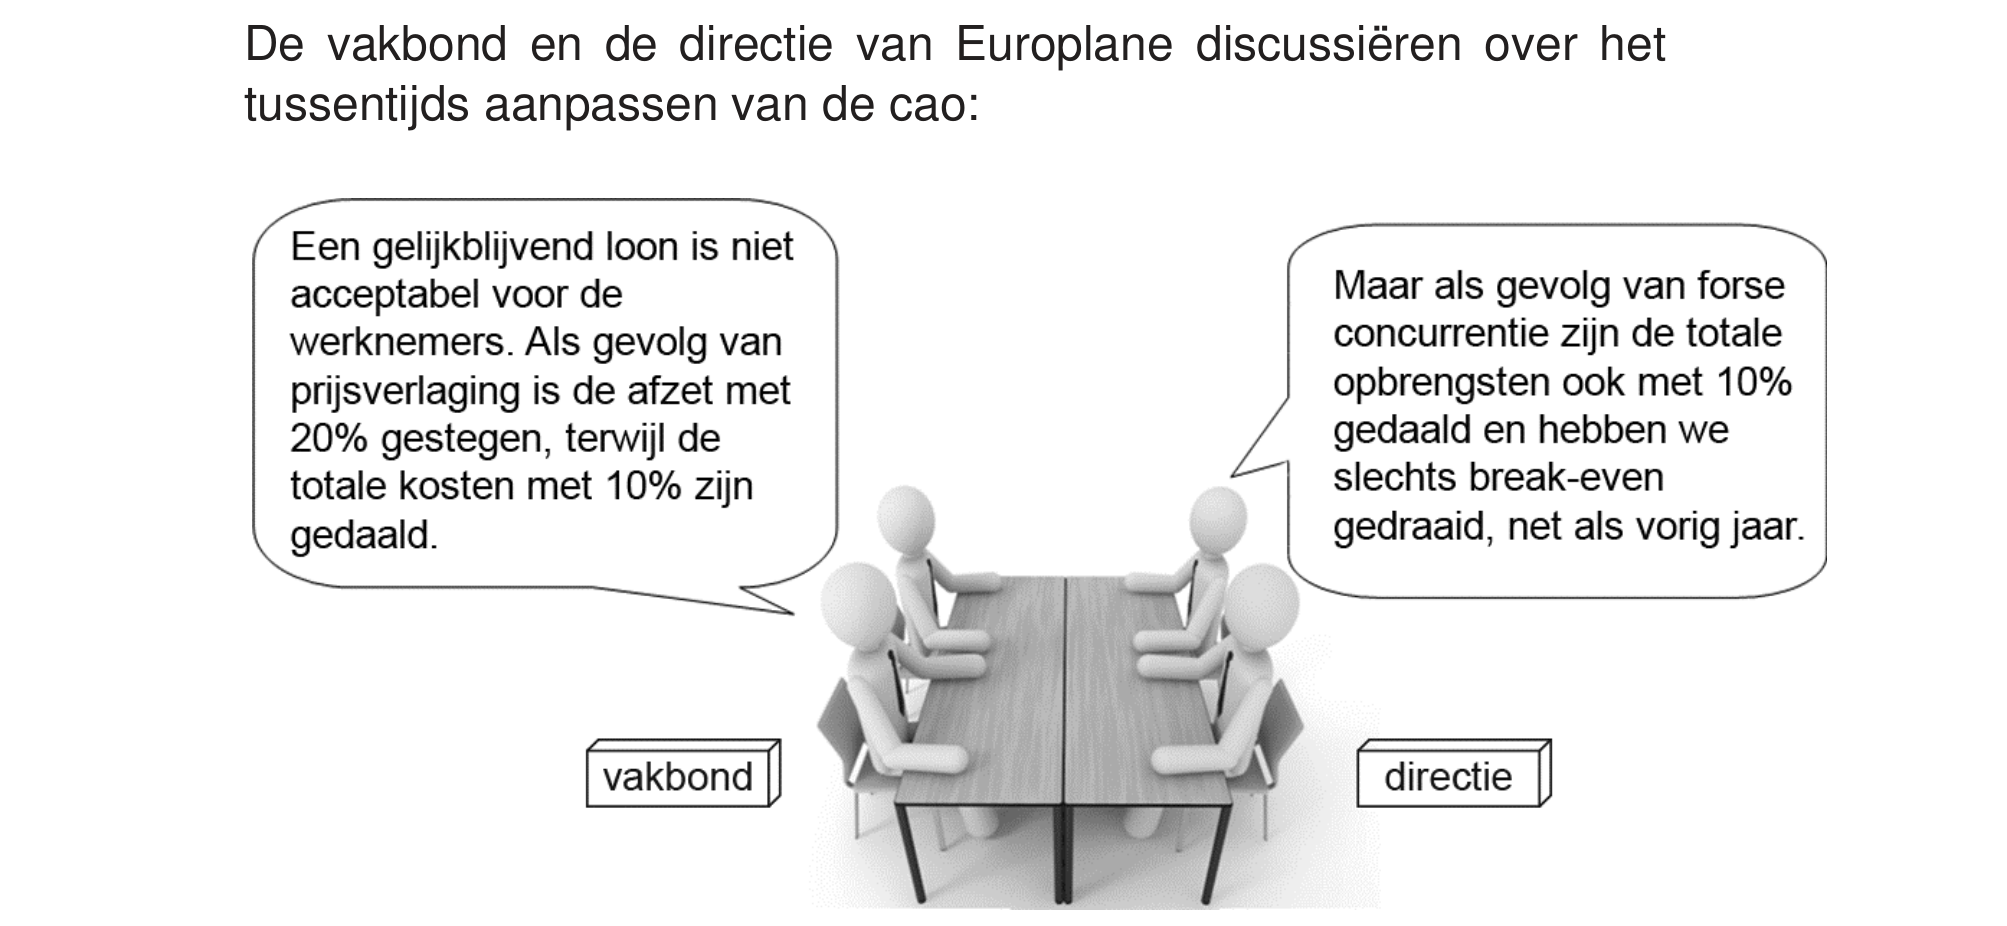 De vakbond en de directie van Europlane discussiëren over het
tussentijds aanpassen van de cao:
Een gelijkblijvend loon is niet
acceptabel voor de
werknemers. Als gevolg van
prijsverlaging is de afzet met
20% gestegen, terwijl de
totale kosten met 10% zijn
gedaald.
Maar als gevolg van forse
concurrentie zijn de totale
opbrengsten ook met 10%
gedaald en hebben we
slechts break-even
gedraaid, net als vorig jaar.
vakbond
directie